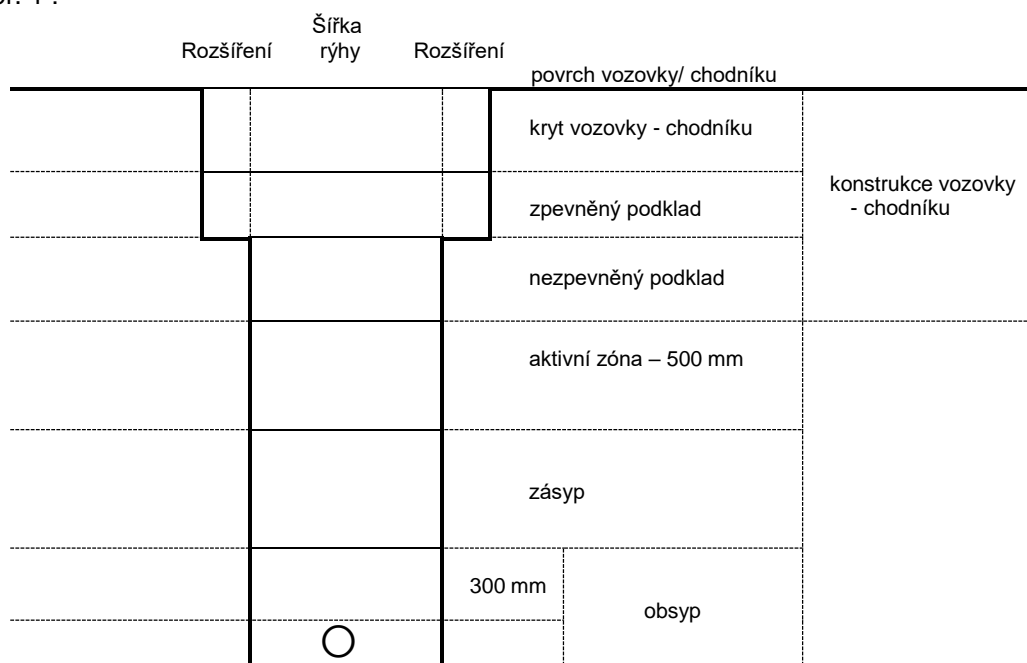 Šířka
Rozšíření rýhy Rozšíření
povrch vozovky/ chodníku
kryt vozovky - chodníku
konstrukce vozovky
- chodníku
zpevněný podklad
nezpevněný podklad
aktivní zóna – 500 mm
zásyp
300 mm
obsyp